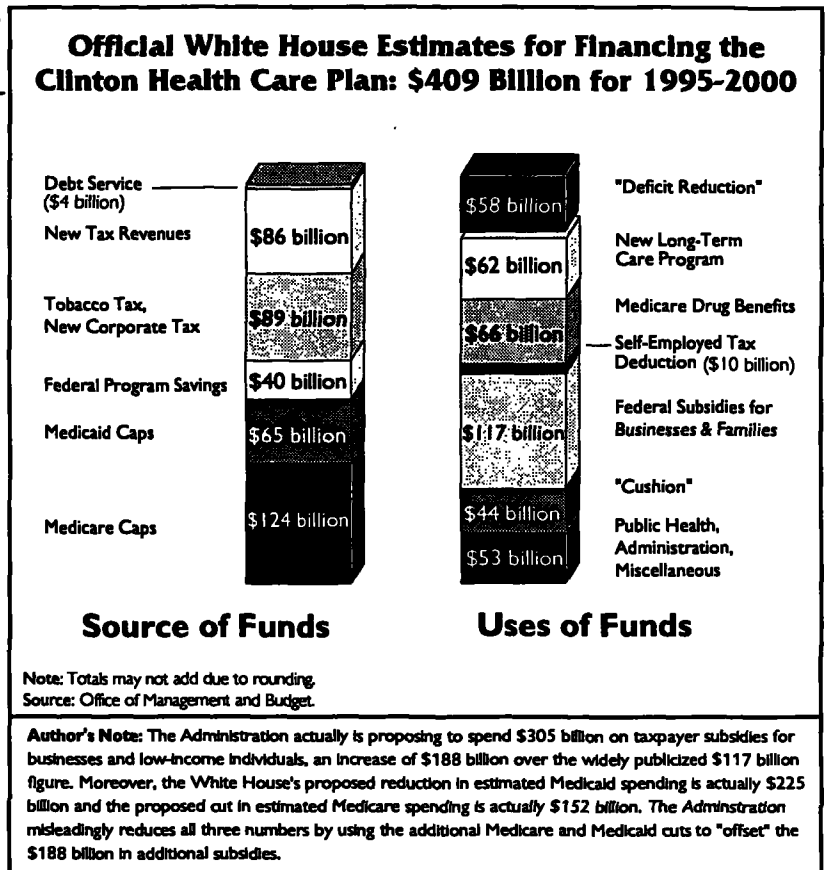 Official White House Estimates for Financing the
Clinton Health Care Plan: $409 Billion for 1995-2000
Debt Service
($4 billion)
New Tax Revenues
$86 billion
Tobacco Tax,
New Corporate Tax
$89 billion
Federal Program Savings
$40 billion
Medicaid Caps
$65 billion
Medicare Caps
$124 billion
Source of Funds
$58 billion
"Deficit Reduction"
$62 billion
New Long-Term
Care Program
$66 billion
Medicare Drug Benefits
Self-Employed Tax
Deduction ($10 billion)
$117 billion
Federal Subsidies for
Businesses & Families
$44 billion
"Cushion"
$53 billion
Public Health,
Administration,
Miscellaneous
Uses of Funds
Note: Totals may not add due to rounding.
Source: Office of Management and Budget.
Author's Note: The Administration actually is proposing to spend $305 billion on taxpayer subsidies for
businesses and low-income individuals, an increase of $188 billion over the widely publicized $117 billion
figure. Moreover, the White House's proposed reduction in estimated Medicaid spending is actually $225
billion and the proposed cut in estimated Medicare spending is actually $152 billion. The Adminstration
misleadingly reduces all three numbers by using the additional Medicare and Medicaid cuts to "offset" the
$188 billion in additional subsidies.